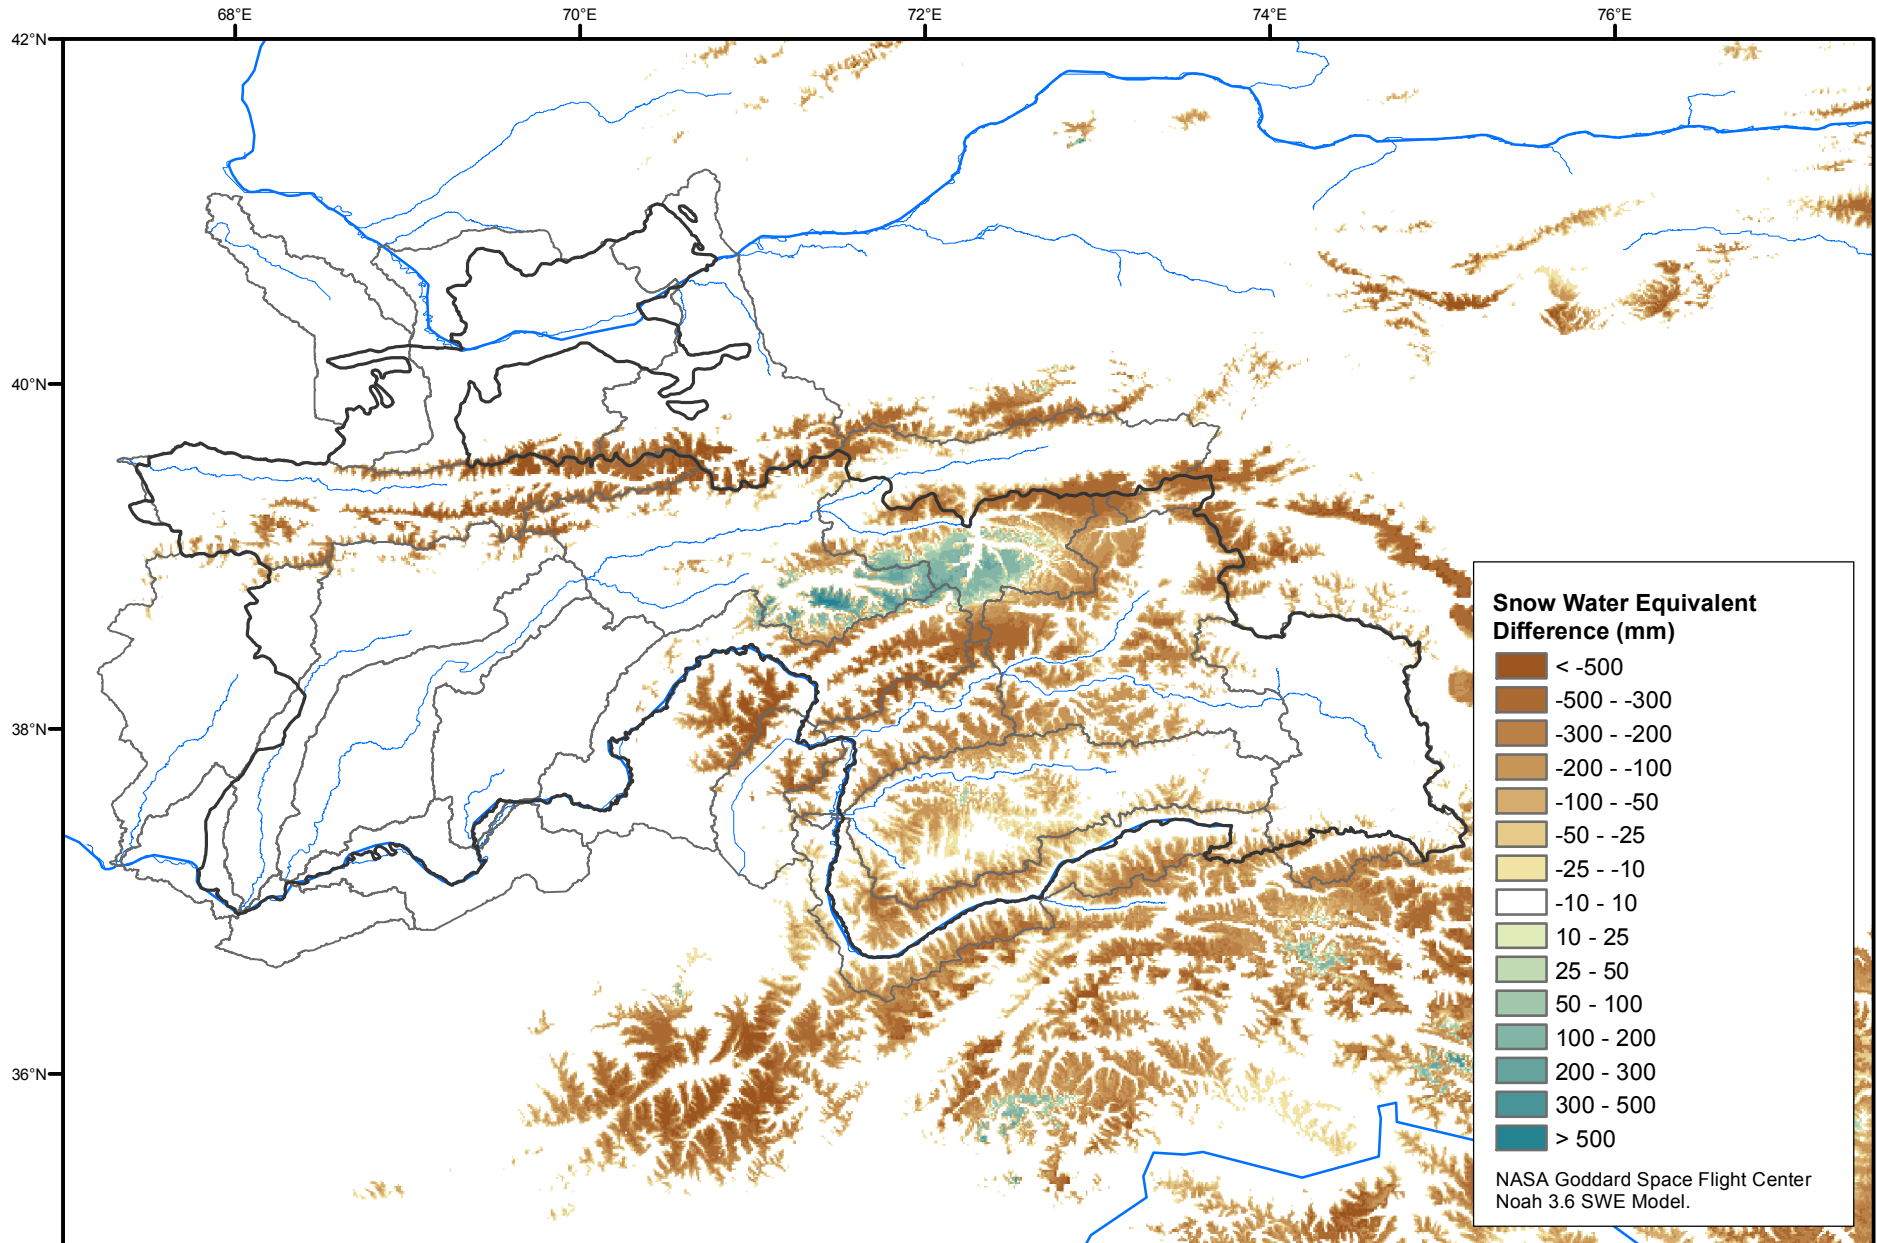 68°E 70°E 72°E 74°E 76°E
42°N
40°N
38°N
36°N
Snow Water Equivalent
Difference (mm)
< -500
-500 - -300
-300 - -200
-200 - -100
-100 - -50
-50 - -25
-25 - -10
-10 - 10
10 - 25
25 - 50
50 - 100
100 - 200
200 - 300
300 - 500
> 500
NASA Goddard Space Flight Center
Noah 3.6 SWE Model.